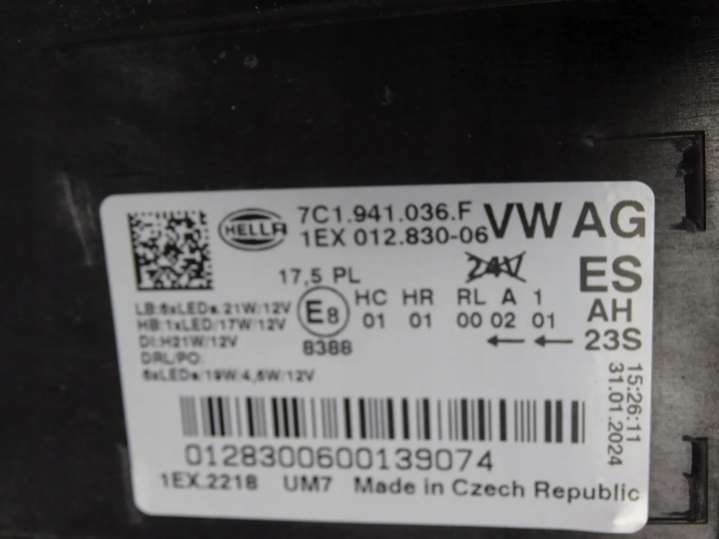 HELLA
7C1.941.036.F
1EX 012.830-06
VW AG
17,5 PL
24V
ES
LB:6xLEDs/21W/12V
HB:1xLED/17W/12V
DI:H21W/12V
DRL/PO:
6xLEDs/19W/4,6W/12V
E8
8388
HC HR RL A 1
01 01 00 02 01
AH
← ← 23S
15:26:11
31.01.2024
0128300600139074
1EX.2218 UM7 Made in Czech Republic